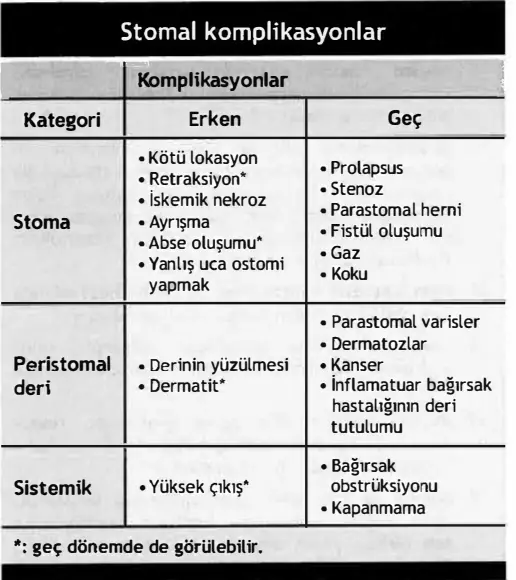 Stomal komplikasyonlar
Komplikasyonlar
Kategori
Erken
Geç
Stoma
• Kötü lokasyon
• Retraksiyon*
• İskemik nekroz
• Ayrışma
• Abse oluşumu*
• Yanlış uca ostomi
yapmak
• Prolapsus
• Stenoz
• Parastomal herni
• Fistül oluşumu
• Gaz
• Koku
Peristomal
deri
• Derinin yüzülmesi
• Dermatit*
• Parastomal varisler
• Dermatozlar
• Kanser
• İnflamatuar bağırsak
hastalığının deri
tutulumu
Sistemik
• Yüksek çıkış*
• Bağırsak
obstrüksiyonu
• Kapanmama
*: geç dönemde de görülebilir.